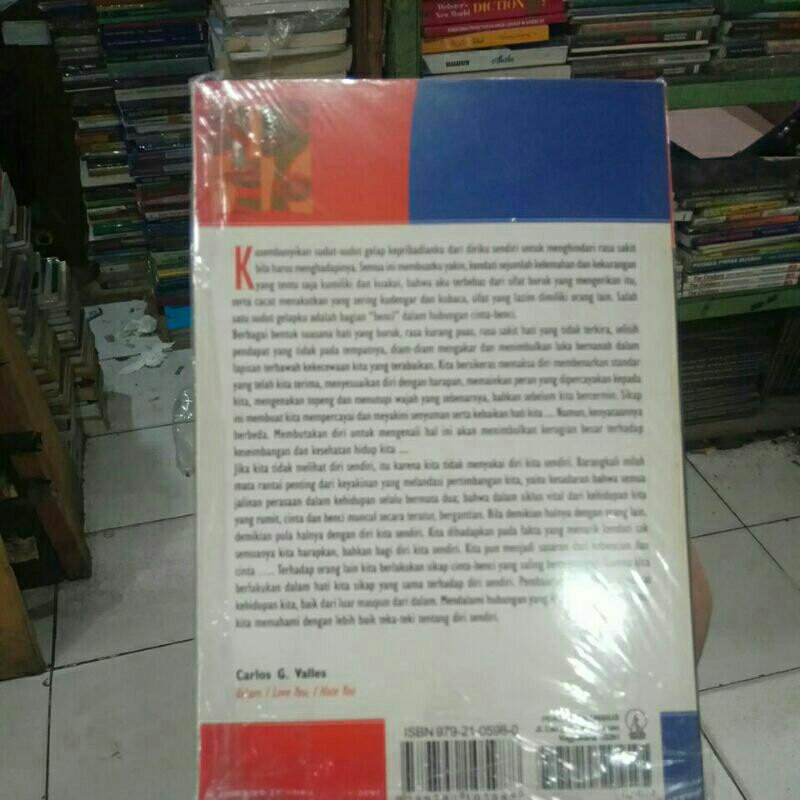 Webster's
New World DICTION
Kusembunyikan sudut-sudut gelap kepribadianku dari diriku sendiri untuk menghindari rasa sakit
bila harus menghadapinya. Semua ini membuatku yakin, kendati sejumlah kelemahan dan kekurangan
yang tentu saja kumiliki dan kuakui, bahwa aku terbebas dari sifat buruk yang mengerikan itu,
serta cacat menakutkan yang sering kudengar dan kubaca, sifat yang lazim dimiliki orang lain. Salah
satu sudut gelapku adalah bagian "benci" dalam hubungan cinta-benci.
Berbagai bentuk suasana hati yang buruk, rasa kurang puas, rasa sakit hati yang tidak terkira, selisih
pendapat yang tidak pada tempatnya, diam-diam mengakar dan menimbulkan luka bernanah dalam
lapisan terbawah kekecewaan kita yang terabaikan. Kita bersikeras memaksa diri membenarkan standar
yang telah kita terima, menyesuaikan diri dengan harapan, memainkan peran yang dipercayakan kepada
kita, mengenakan topeng dan menutupi wajah yang sebenarnya, bahkan sebelum kita bercermin. Sikap
ini membuat kita mempercayai dan meyakini senyuman serta kebaikan hati kita .... Namun, kenyataannya
berbeda. Membutakan diri untuk mengenali hal ini akan menimbulkan kerugian besar terhadap
keseimbangan dan kesehatan hidup kita ....
Jika kita tidak melihat diri sendiri, itu karena kita tidak menyukai diri kita sendiri. Barangkali inilah
mata rantai penting dari keyakinan yang melandasi pertimbangan kita, yaitu kesadaran bahwa semua
jalinan perasaan dalam kehidupan selalu bermata dua; bahwa dalam siklus vital dari kehidupan kita
yang rumit, cinta dan benci muncul secara teratur, bergantian. Bila demikian halnya dengan orang lain,
demikian pula halnya dengan diri kita sendiri. Kita dihadapkan pada fakta yang menarik kendati tak
semuanya kita harapkan, bahkan bagi diri kita sendiri. Kita pun menjadi sasaran dari kebencian dan
cinta ..... Terhadap orang lain kita berlakukan sikap cinta-benci yang saling
berlakukan dalam hati kita sikap yang sama terhadap diri sendiri.
kehidupan kita, baik dari luar maupun dari dalam. Mendalami hubungan yang
kita memahami dengan lebih baik teka-teki tentang diri sendiri.
Carlos G. Valles
dalam I Love You, I Hate You
ISBN 979-21-0598-0